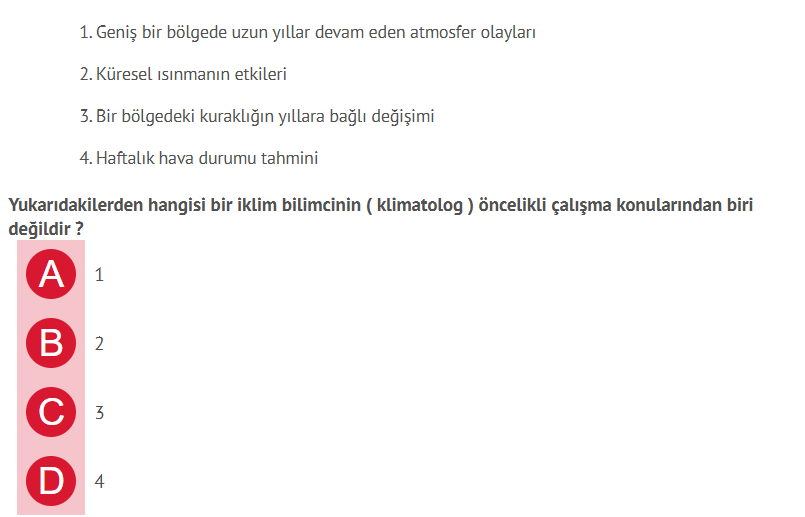 1. Geniş bir bölgede uzun yıllar devam eden atmosfer olayları
2. Küresel ısınmanın etkileri
3. Bir bölgedeki kuraklığın yıllara bağlı değişimi
4. Haftalık hava durumu tahmini
Yukarıdakilerden hangisi bir iklim bilimcinin ( klimatolog ) öncelikli çalışma konularından biri
değildir ?
A 1
B 2
C 3
D 4